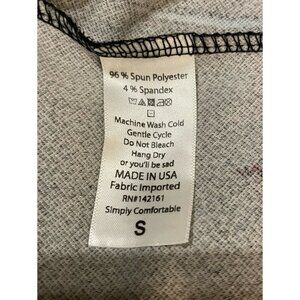 96 % Spun Polyester
4 % Spandex
Machine Wash Cold
Gentle Cycle
Do Not Bleach
Hang Dry
or you'll be sad
MADE IN USA
Fabric Imported
RN#142161
Simply Comfortable
S